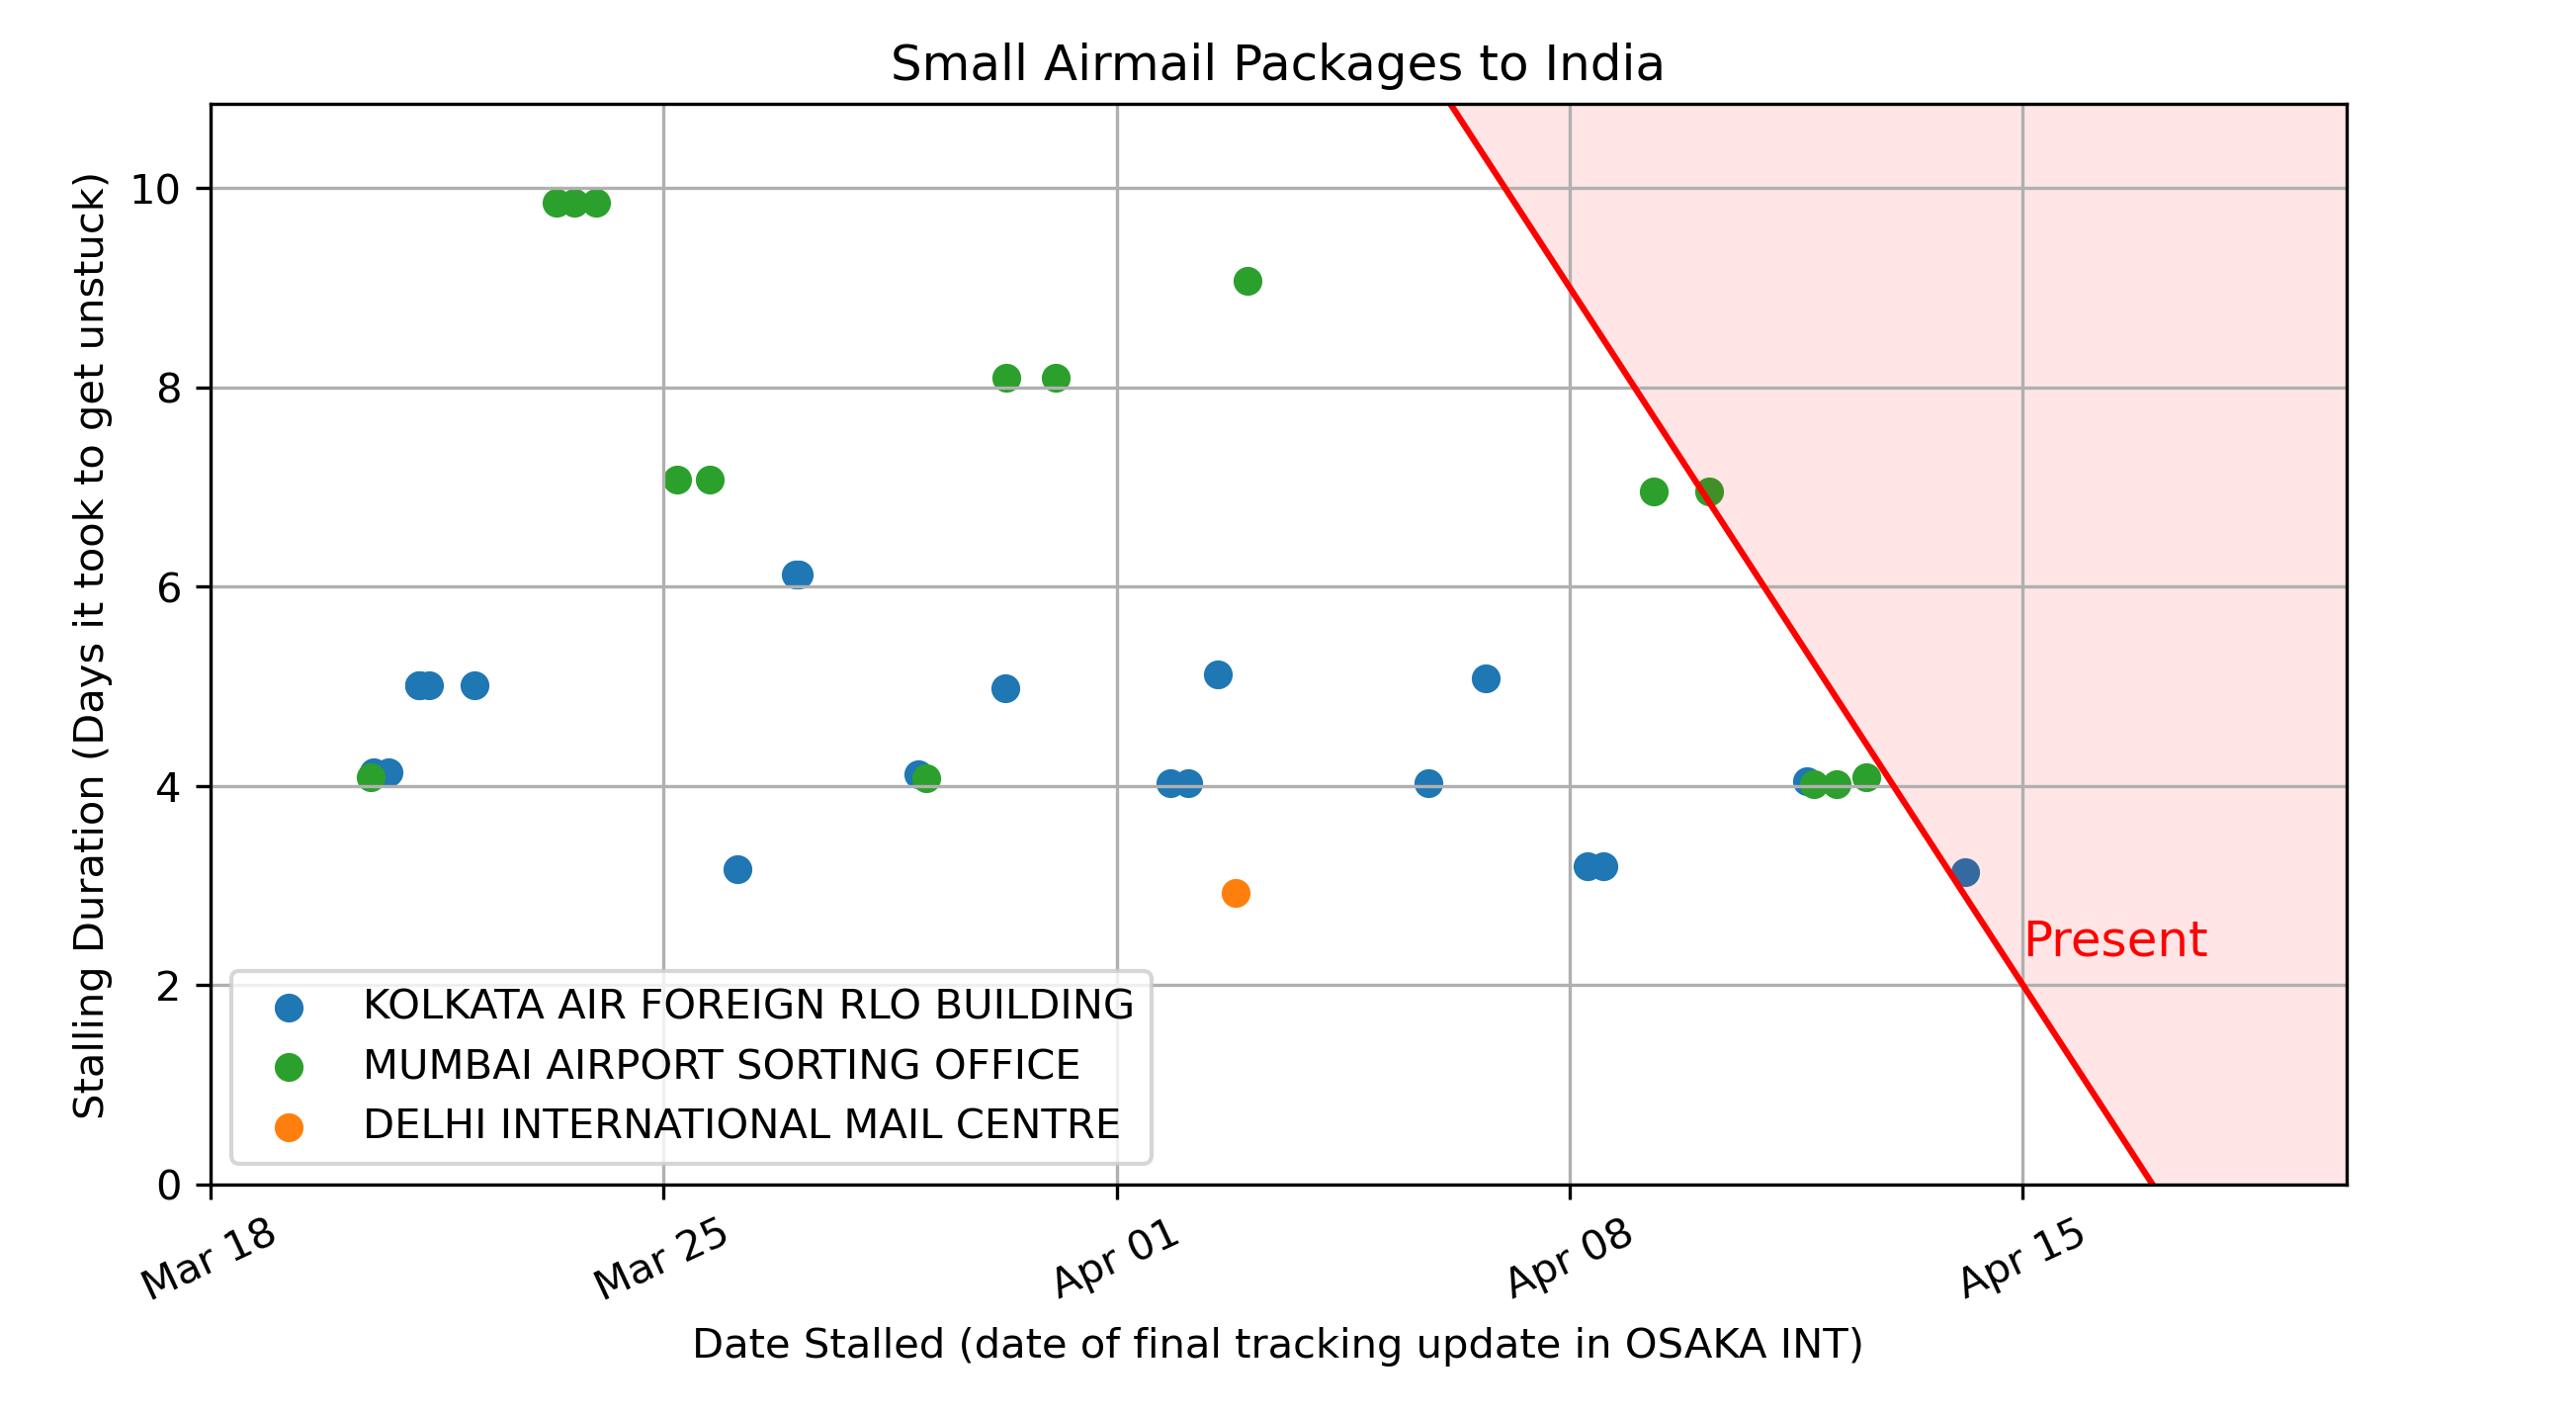 Small Airmail Packages to India
Stalling Duration (Days it took to get unstuck)
10
8
6
4
2
0
Present
KOLKATA AIR FOREIGN RLO BUILDING
MUMBAI AIRPORT SORTING OFFICE
DELHI INTERNATIONAL MAIL CENTRE
Mar 18
Mar 25
Apr 01
Apr 08
Apr 15
Date Stalled (date of final tracking update in OSAKA INT)